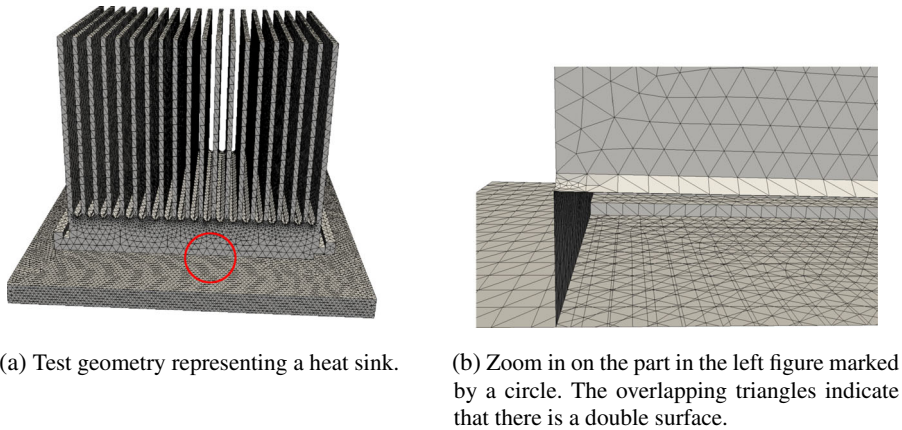 (a) Test geometry representing a heat sink.
(b) Zoom in on the part in the left figure marked
by a circle. The overlapping triangles indicate
that there is a double surface.